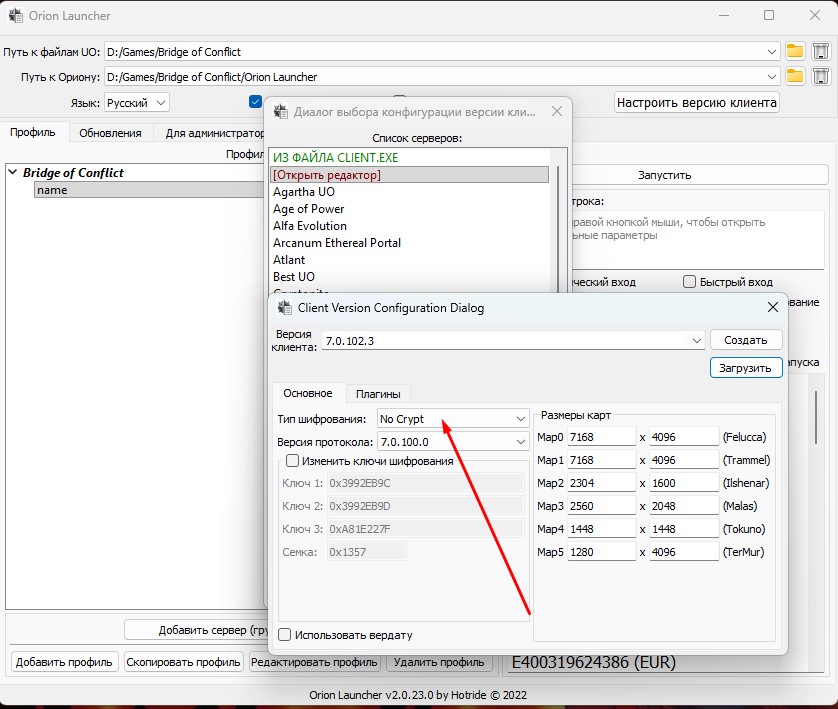 Orion Launcher
Путь к файлам UO: D:/Games/Bridge of Conflict
Путь к Ориону: D:/Games/Bridge of Conflict/Orion Launcher
Язык: Русский
Настроить версию клиента
Диалог выбора конфигурации версии кли...
Список серверов:
Профиль Обновления Для администратор
Профил
ИЗ ФАЙЛА CLIENT.EXE
[Открыть редактор]
Agartha UO
Age of Power
Alfa Evolution
Arcanum Ethereal Portal
Atlant
Best UO
Bridge of Conflict
name
Запустить
трока:
равой кнопкой мыши, чтобы открыть
льные параметры
ический вход Быстрый вход
ование
апуска
Client Version Configuration Dialog
Версия клиента: 7.0.102.3 Создать
Загрузить
Основное Плагины
Тип шифрования: No Crypt
Версия протокола: 7.0.100.0
Изменить ключи шифрования
Ключ 1: 0x3992EB9C
Ключ 2: 0x3992EB9D
Ключ 3: 0xA81E227F
Семка: 0x1357
Использовать вердату
Размеры карт
Map0 7168 x 4096 (Felucca)
Map1 7168 x 4096 (Trammel)
Map2 2304 x 1600 (Ilshenar)
Map3 2560 x 2048 (Malas)
Map4 1448 x 1448 (Tokuno)
Map5 1280 x 4096 (TerMur)
Добавить сервер (гру
Добавить профиль Скопировать профиль Редактировать профиль Удалить профиль
E400319624386 (EUR)
Orion Launcher v2.0.23.0 by Hotride © 2022